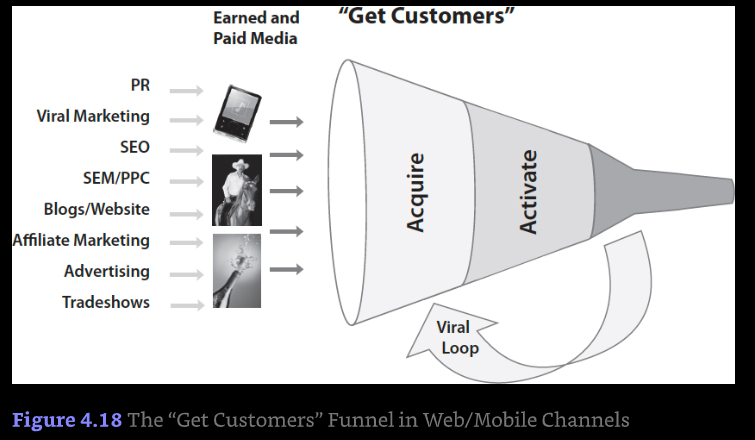 Earned and
Paid Media
“Get Customers”
PR
Viral Marketing
SEO
SEM/PPC
Blogs/Website
Affiliate Marketing
Advertising
Tradeshows
Acquire
Activate
Viral
Loop
Figure 4.18 The “Get Customers” Funnel in Web/Mobile Channels